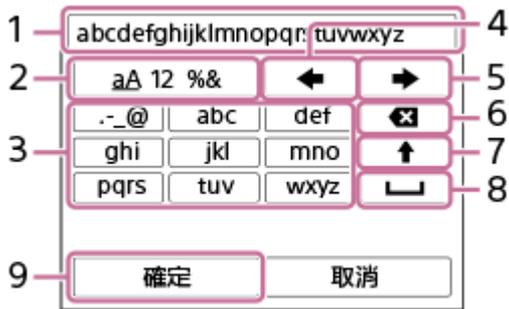 1 abcdefghijklmnopqrstuvwxyz 4
2 aA 12 %& 5
.-_@ abc def 6
3 ghi jkl mno 7
pqrs tuv wxyz 8
9 確定 取消